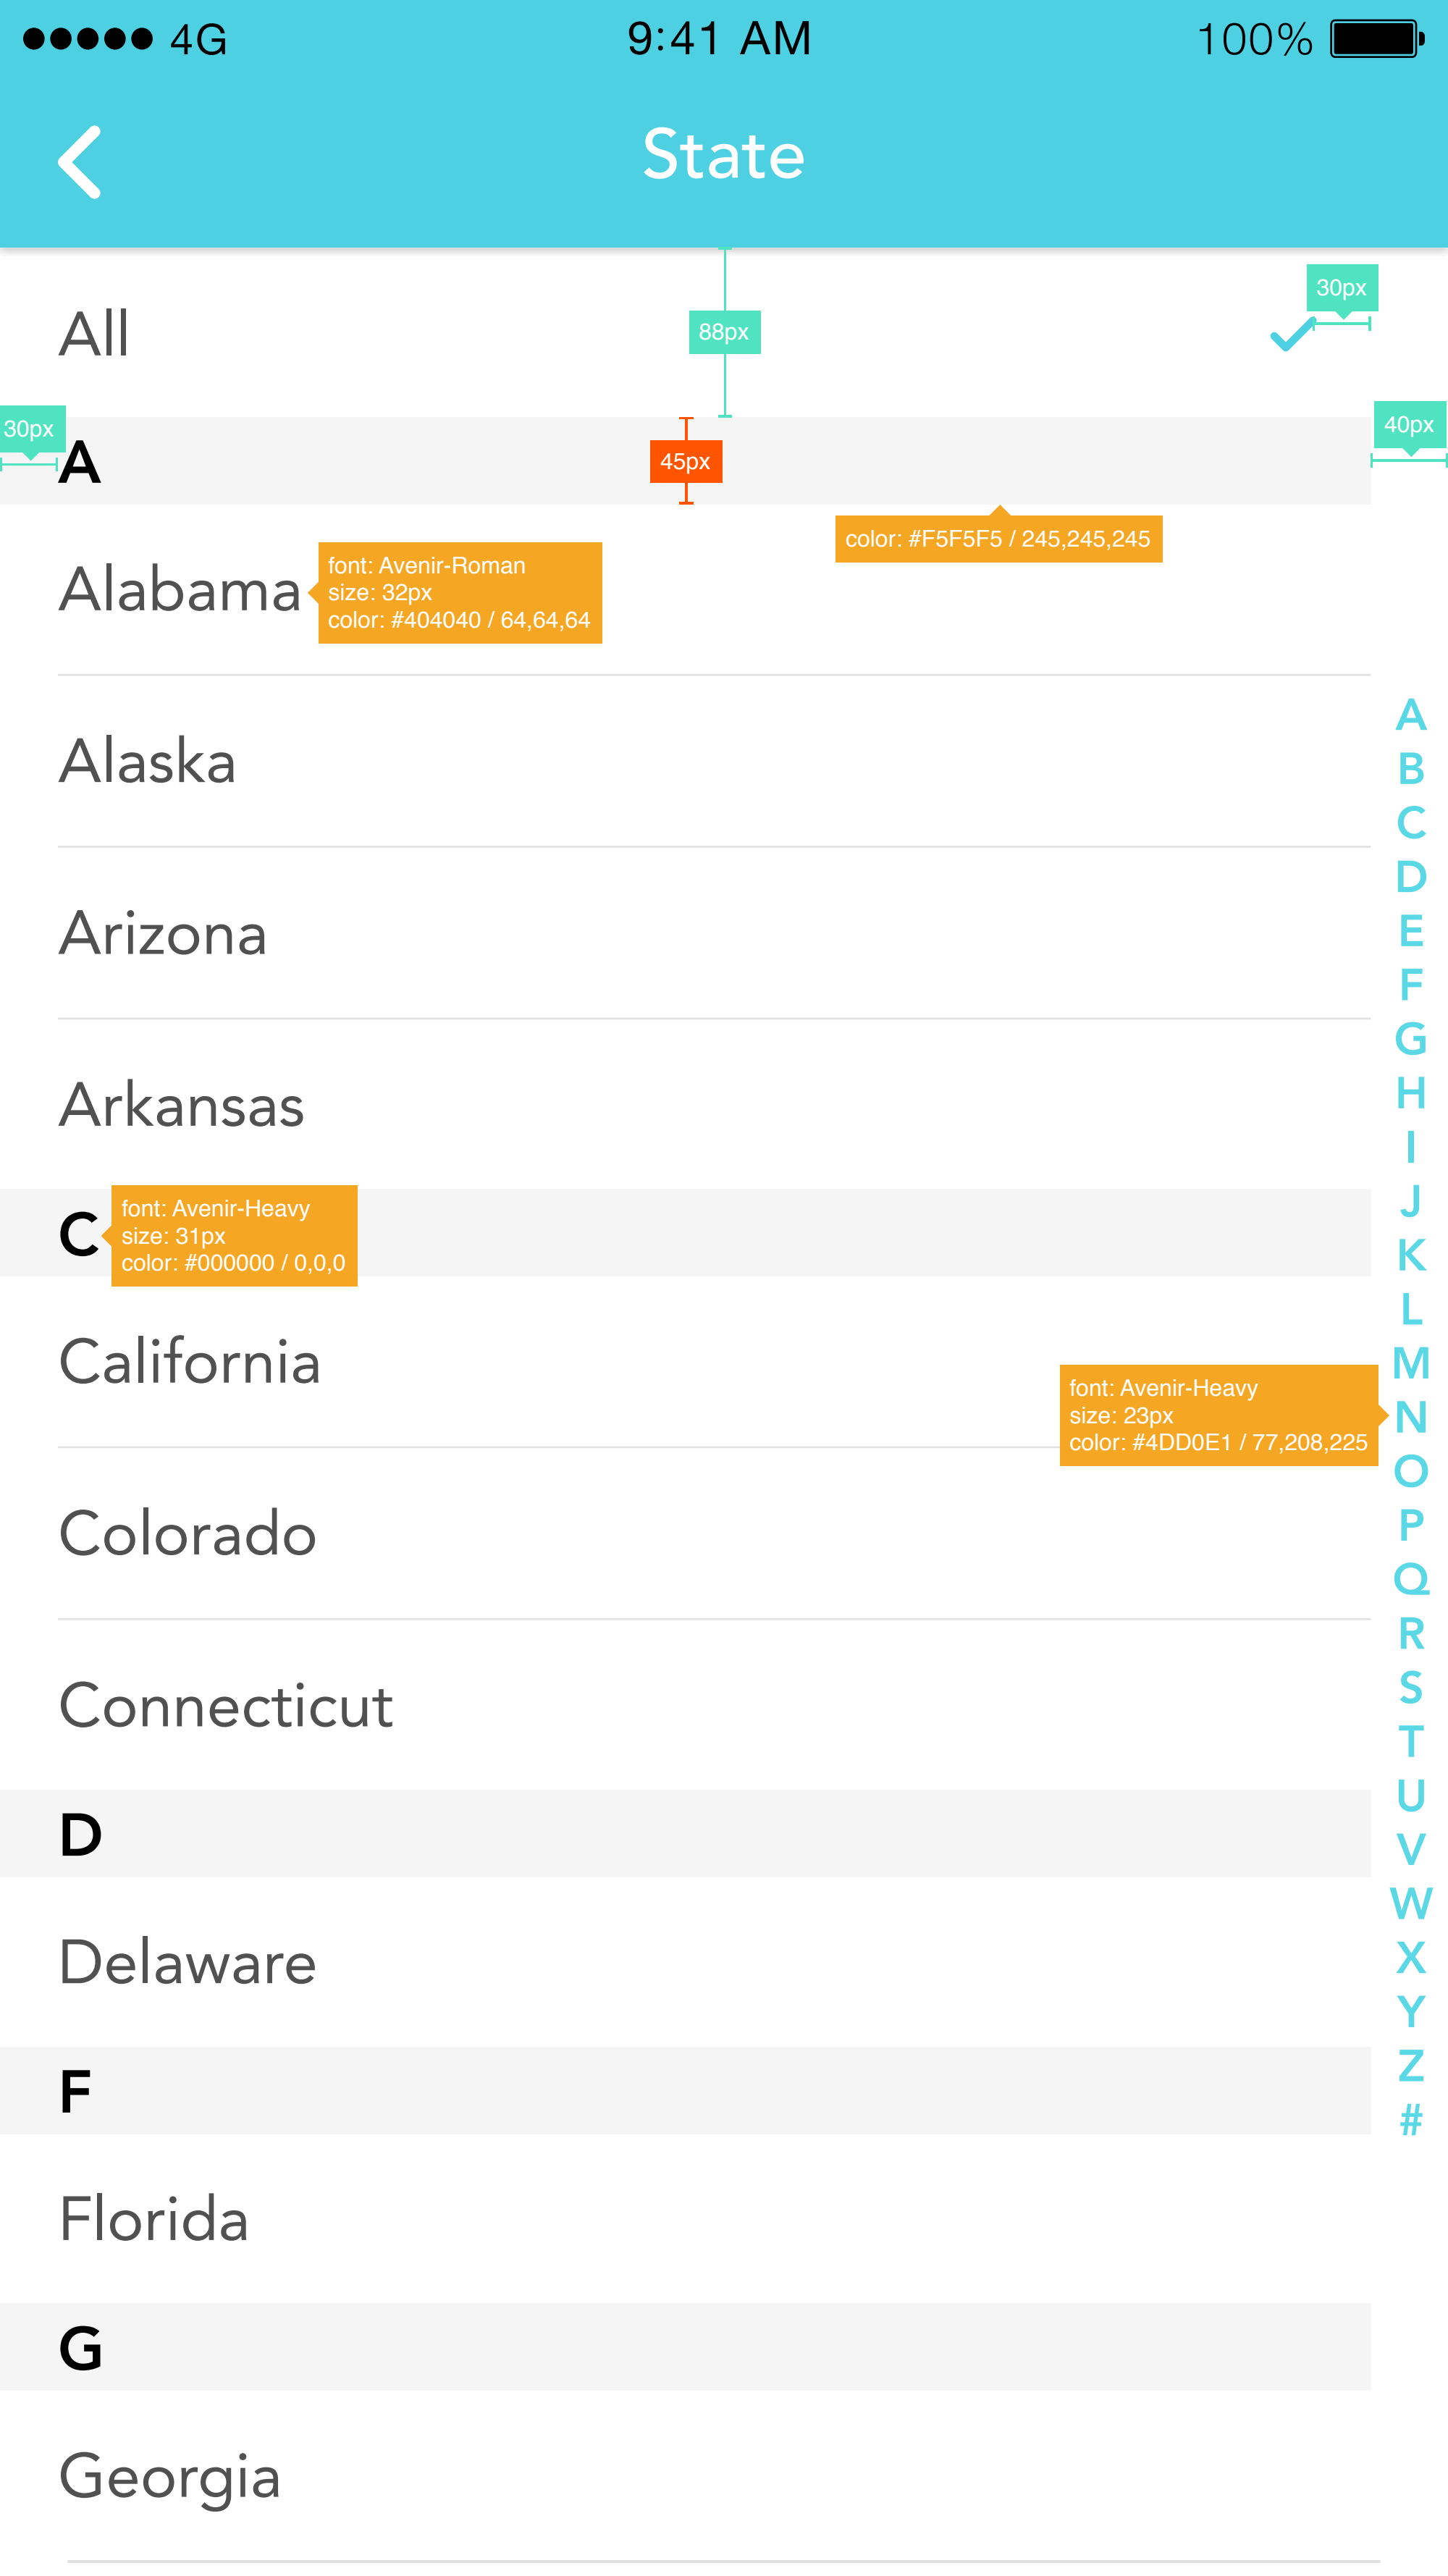 4G 9:41 AM 100%
State
30px
All
88px
30px
40px
A
45px
color: #F5F5F5 / 245,245,245
Alabama
font: Avenir-Roman
size: 32px
color: #404040 / 64,64,64
Alaska
Arizona
Arkansas
C
font: Avenir-Heavy
size: 31px
color: #000000 / 0,0,0
California
font: Avenir-Heavy
size: 23px
color: #4DD0E1 / 77,208,225
Colorado
Connecticut
D
Delaware
F
Florida
G
Georgia
A
B
C
D
E
F
G
H
I
J
K
L
M
N
O
P
Q
R
S
T
U
V
W
X
Y
Z
#